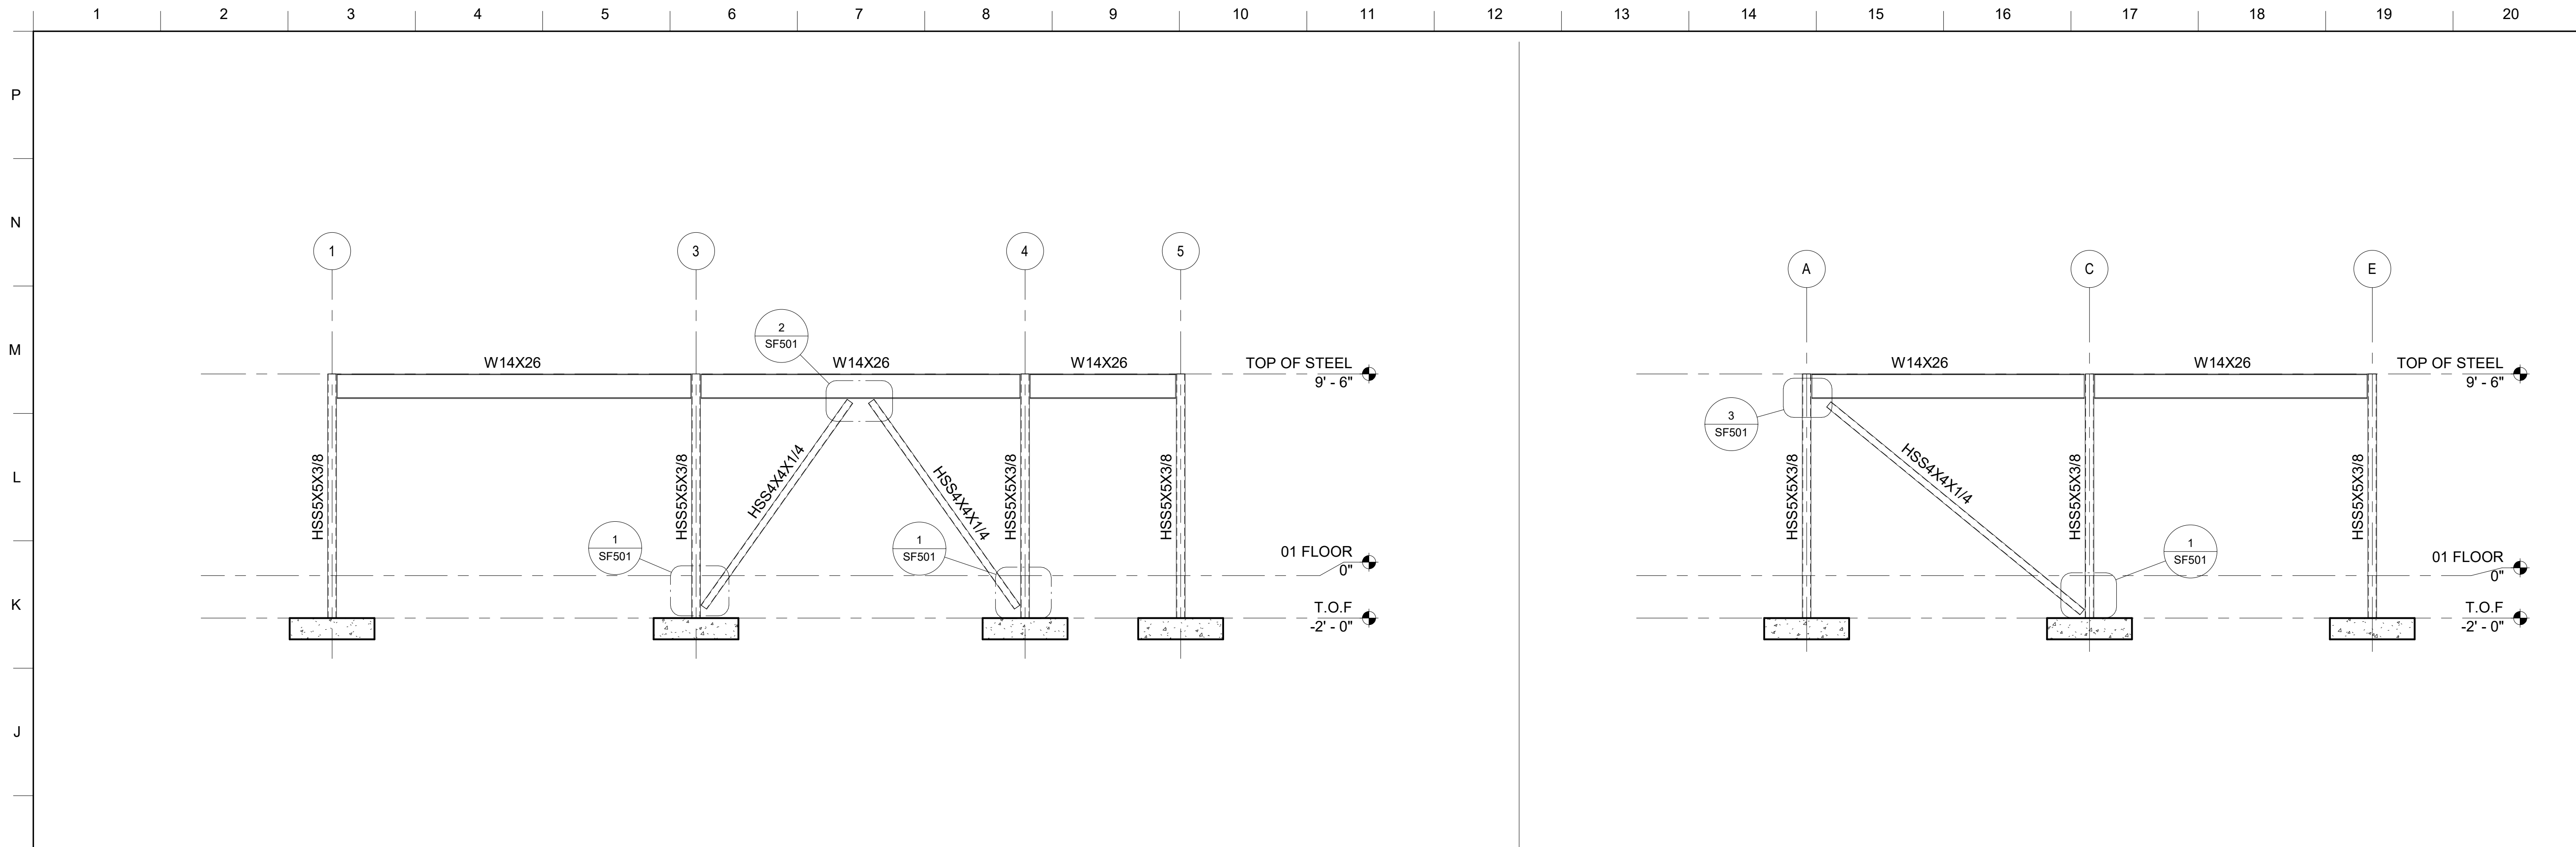 1 2 3 4 5 6 7 8 9 10 11 12 13 14 15 16 17 18 19 20
P
N
M
L
K
J
1 3 4 5
2
SF501
W14X26 W14X26 W14X26
TOP OF STEEL
9' - 6"
HSS5X5X3/8
HSS5X5X3/8
HSS4X4X1/4
HSS4X4X1/4
HSS5X5X3/8
HSS5X5X3/8
1
SF501
1
SF501
01 FLOOR
0"
T.O.F
-2' - 0"
A C E
W14X26 W14X26
TOP OF STEEL
9' - 6"
3
SF501
HSS5X5X3/8
HSS4X4X1/4
HSS5X5X3/8
HSS5X5X3/8
1
SF501
01 FLOOR
0"
T.O.F
-2' - 0"